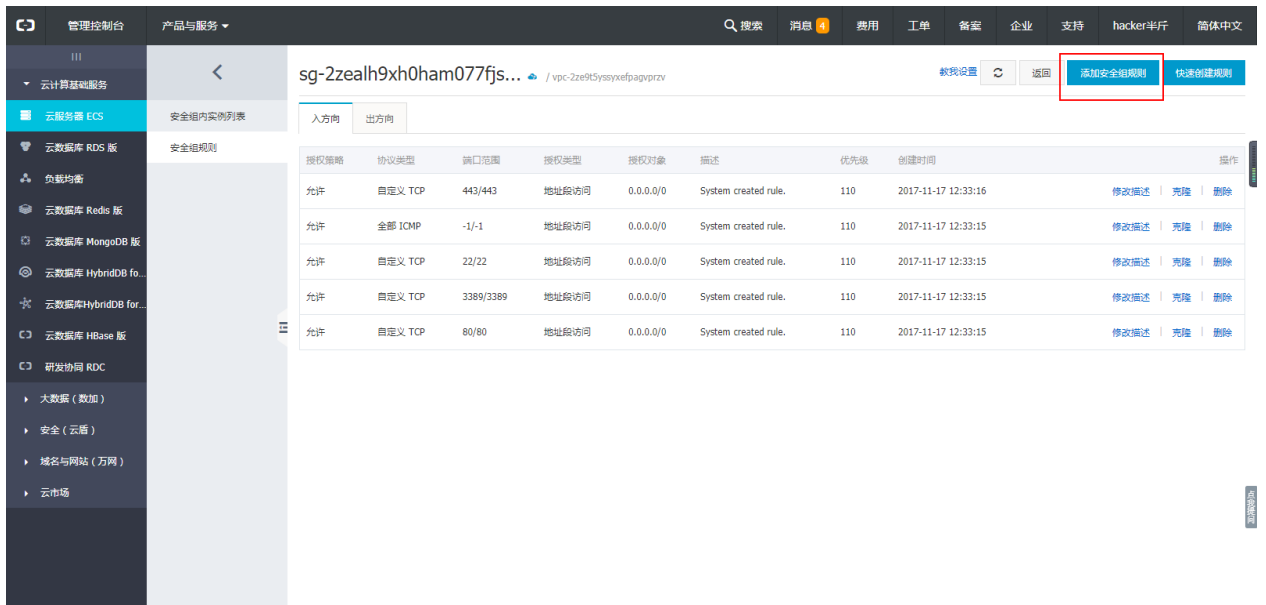 管理控制台 产品与服务 搜索 消息 4 费用 工单 备案 企业 支持 hacker半斤 简体中文
云计算基础服务
云服务器 ECS
云数据库 RDS 版
负载均衡
云数据库 Redis 版
云数据库 MongoDB 版
云数据库 HybridDB fo...
云数据库HybridDB for...
云数据库 HBase 版
研发协同 RDC
大数据（数加）
安全（云盾）
域名与网站（万网）
云市场
安全组内实例列表
安全组规则
sg-2zealh9xh0ham077fjs... / vpc-2ze9t5yssyxefpagvprzv 教我设置 返回 添加安全组规则 快速创建规则
入方向 出方向
授权策略 协议类型 端口范围 授权类型 授权对象 描述 优先级 创建时间 操作
允许 自定义 TCP 443/443 地址段访问 0.0.0.0/0 System created rule. 110 2017-11-17 12:33:16 修改描述 克隆 删除
允许 全部 ICMP -1/-1 地址段访问 0.0.0.0/0 System created rule. 110 2017-11-17 12:33:15 修改描述 克隆 删除
允许 自定义 TCP 22/22 地址段访问 0.0.0.0/0 System created rule. 110 2017-11-17 12:33:15 修改描述 克隆 删除
允许 自定义 TCP 3389/3389 地址段访问 0.0.0.0/0 System created rule. 110 2017-11-17 12:33:15 修改描述 克隆 删除
允许 自定义 TCP 80/80 地址段访问 0.0.0.0/0 System created rule. 110 2017-11-17 12:33:15 修改描述 克隆 删除
点我提问